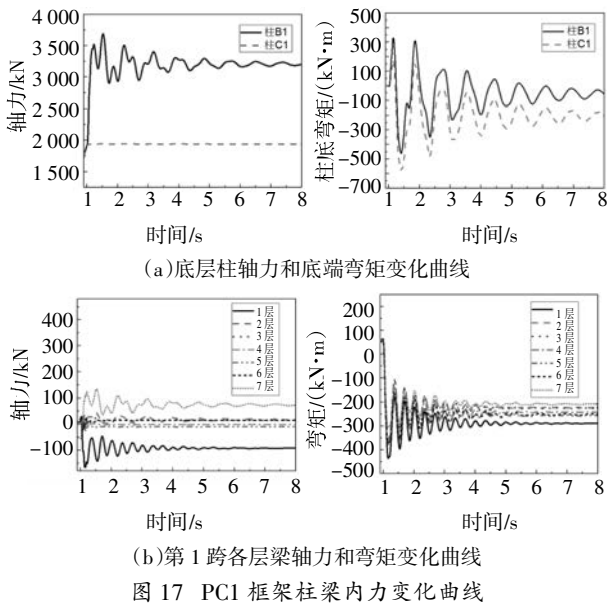 4 000
3 500
3 000
2 500
2 000
1 500
轴力/kN
柱B1
柱C1
1 2 3 4 5 6 7 8
时间/s
500
300
100
-100
-300
-500
-700
柱底弯矩/(kN·m)
柱B1
柱C1
1 2 3 4 5 6 7 8
时间/s
(a)底层柱轴力和底端弯矩变化曲线
400
300
200
100
0
-100
轴力/kN
1层
2层
3层
4层
5层
6层
7层
1 2 3 4 5 6 7 8
时间/s
200
100
0
-100
-200
-300
-400
-500
弯矩/(kN·m)
1层
2层
3层
4层
5层
6层
7层
1 2 3 4 5 6 7 8
时间/s
(b)第1跨各层梁轴力和弯矩变化曲线
图 17 PC1 框架柱梁内力变化曲线